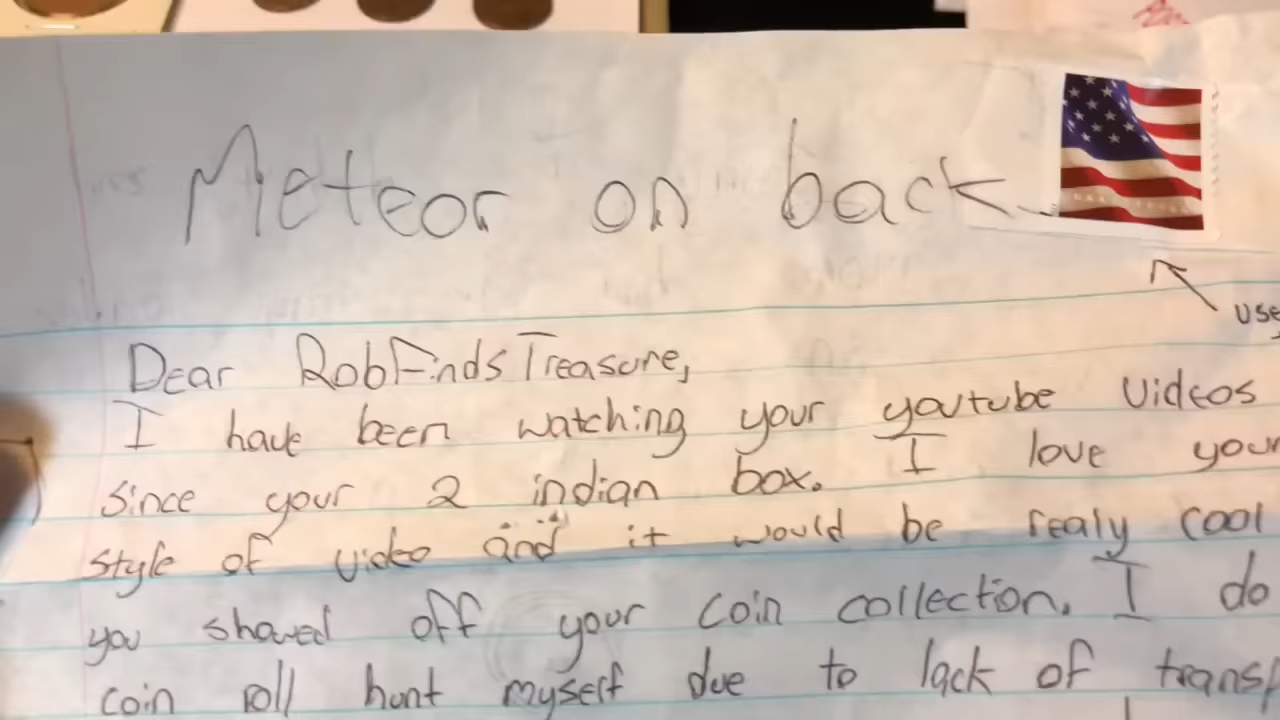 Meteor on back
use
Dear RobFindsTreasure,
I have been watching your youtube videos
since your 2 indian box. I love your
style of video and it would be realy cool
you showed off your coin collection. I do
coin roll hunt myself due to lack of transp